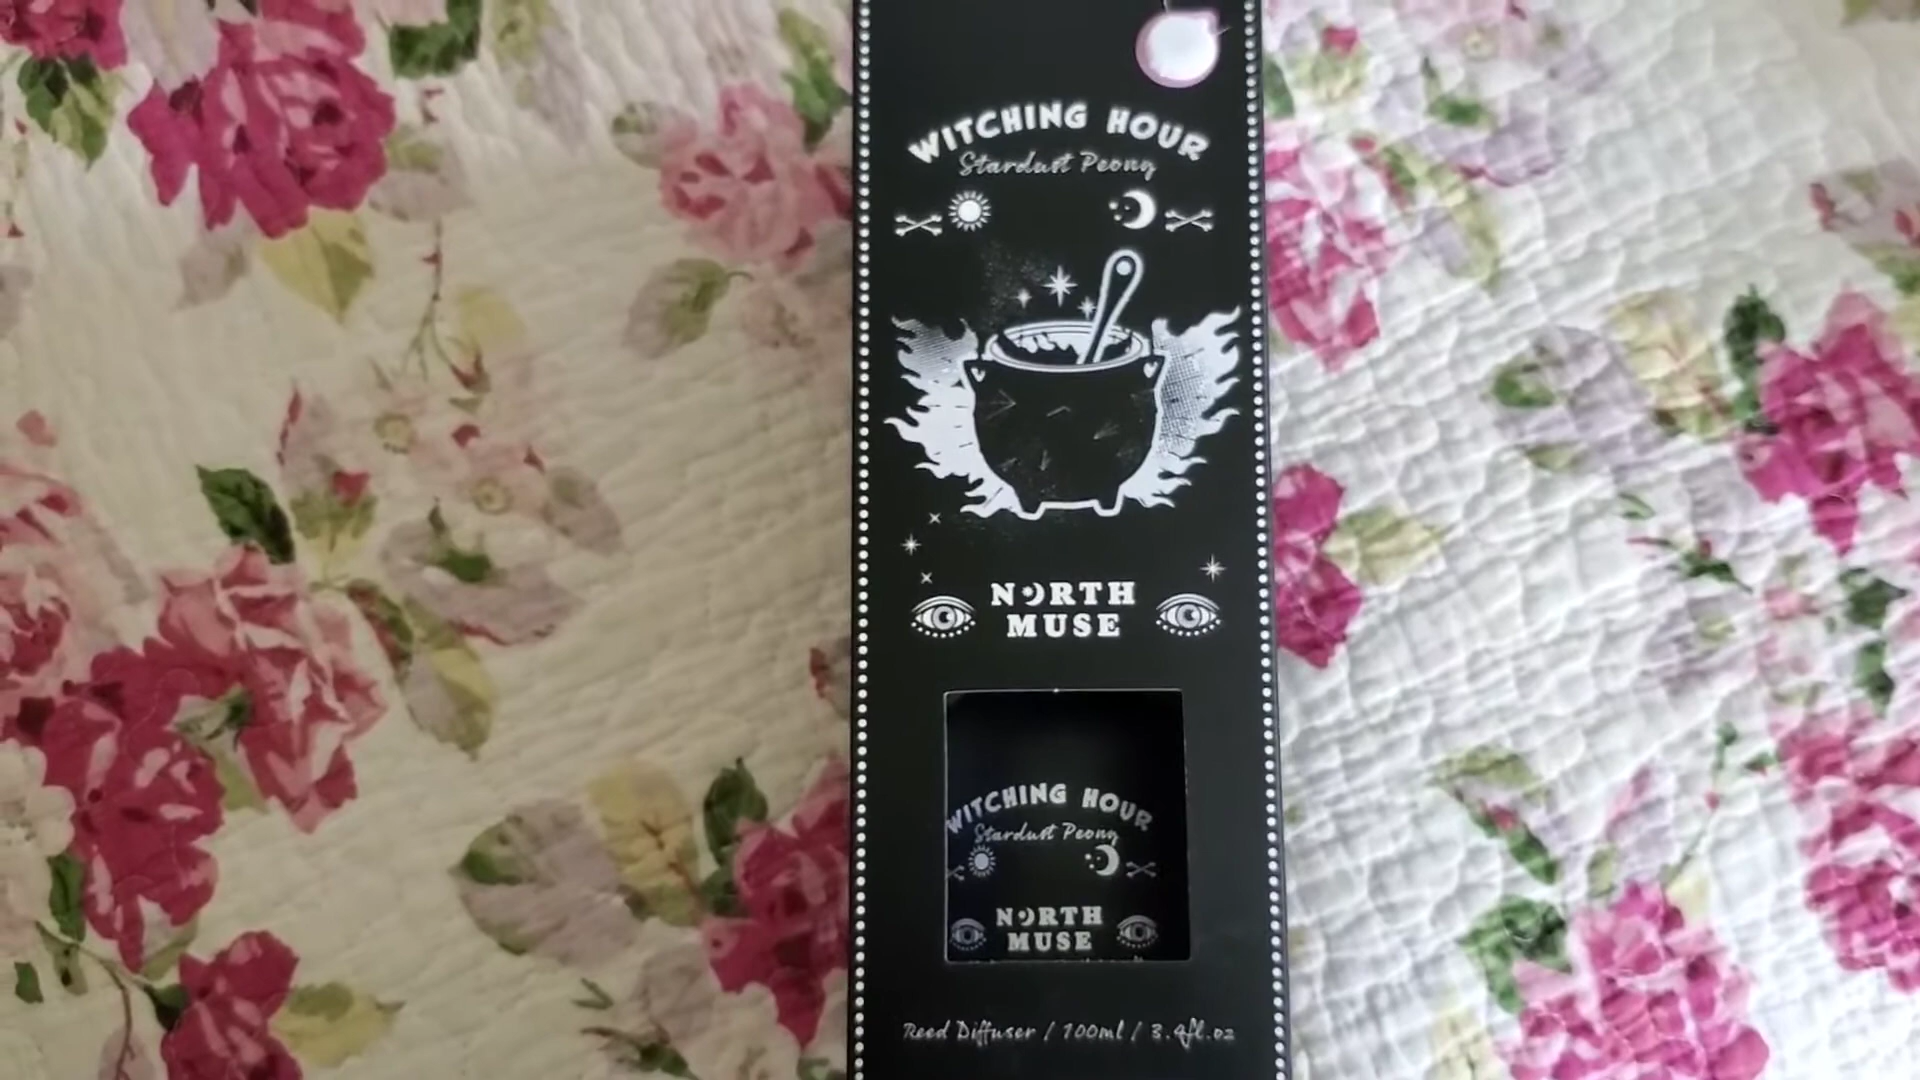 WITCHING HOUR
Stardust Peony
NORTH
MUSE
WITCHING HOUR
Stardust Peony
NORTH
MUSE
Reed Diffuser / 100ml / 3.4fl.oz